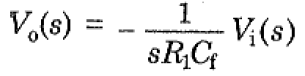 V_o(s) = - \frac{1}{sR_1C_f} V_i(s)